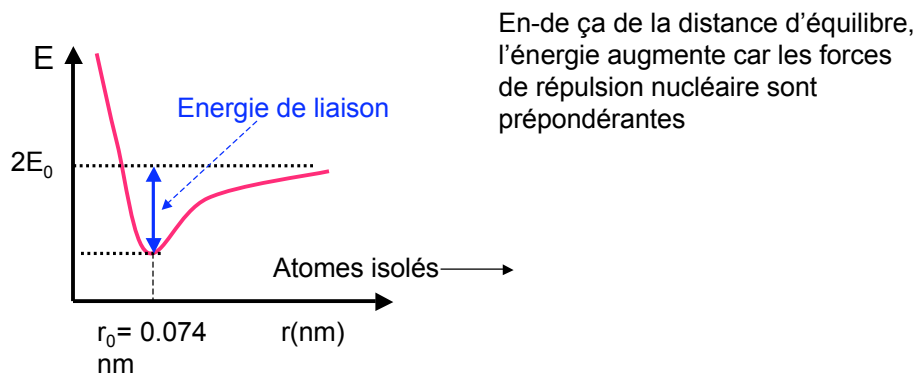 En-de ça de la distance d'équilibre,
l'énergie augmente car les forces
de répulsion nucléaire sont
prépondérantes
E
Energie de liaison
2E₀
Atomes isolés
r₀= 0.074
nm
r(nm)